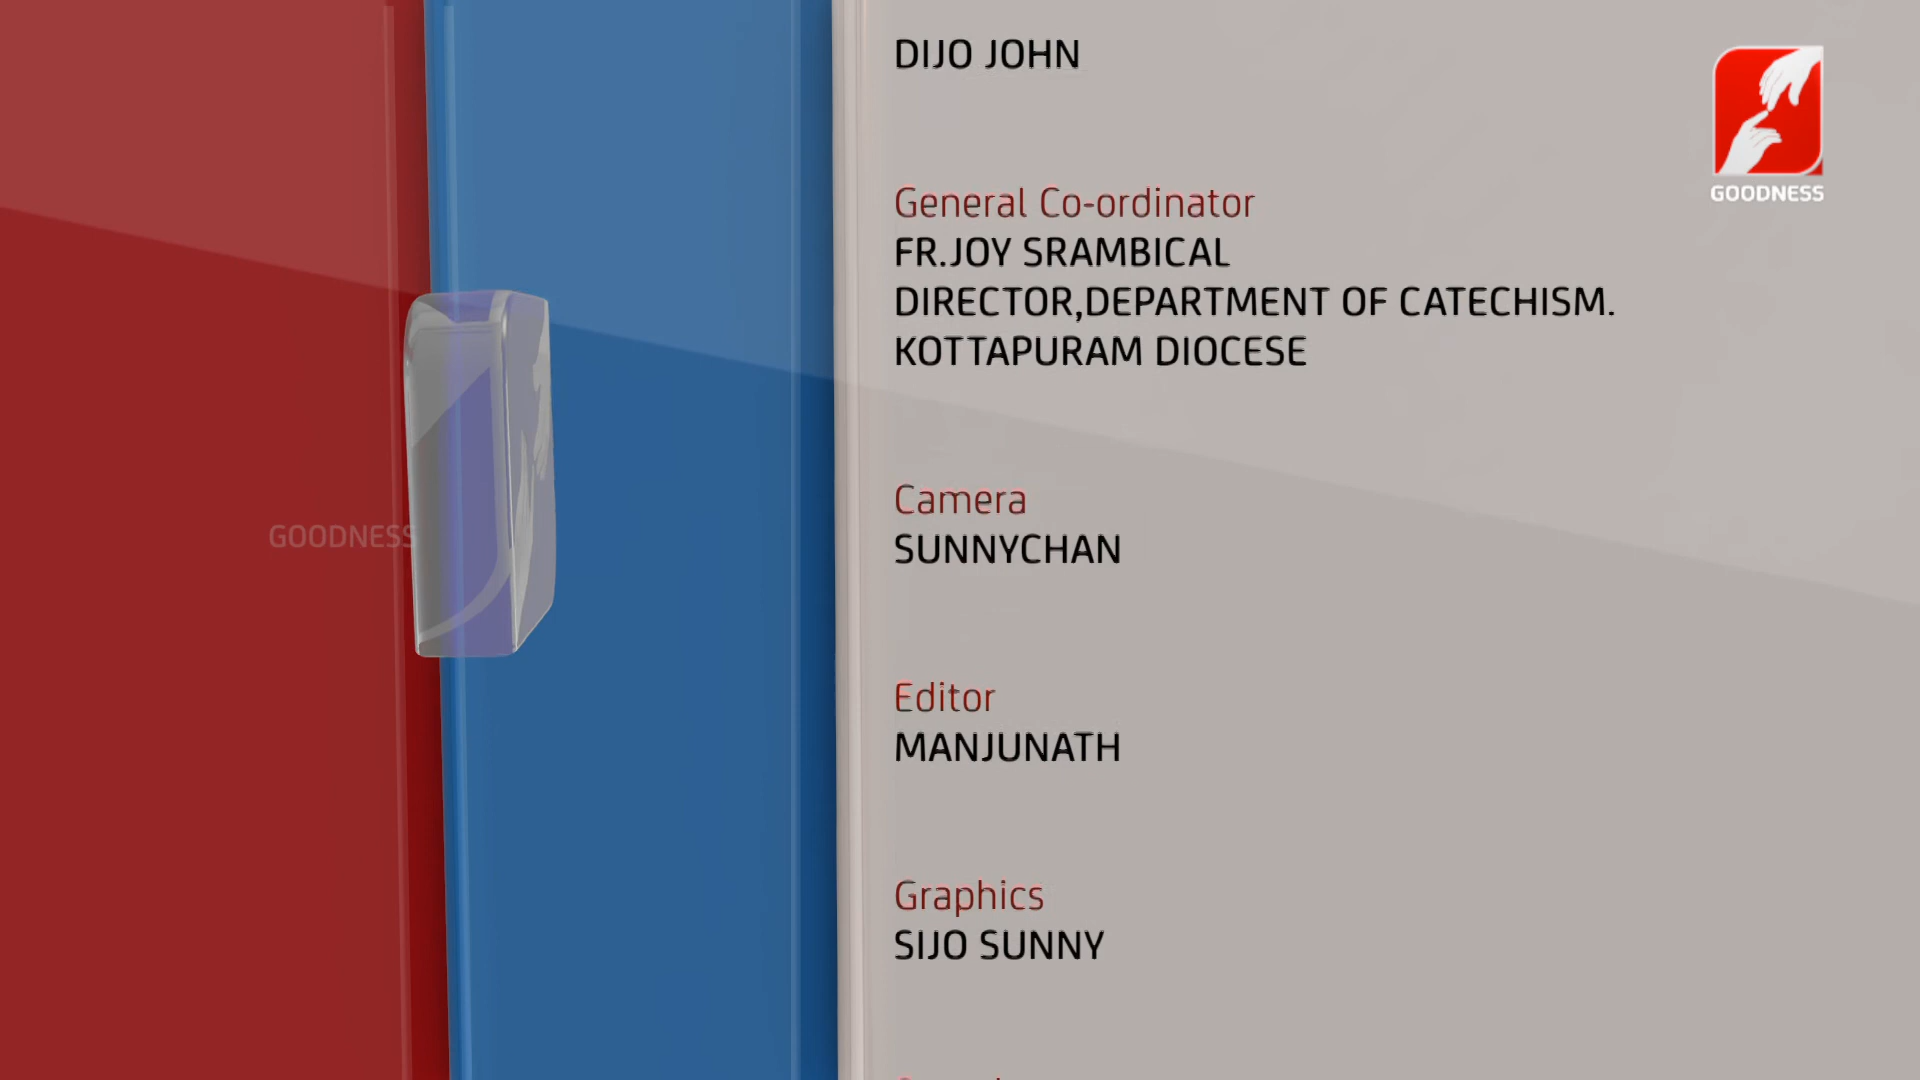 DIJO JOHN
General Co-ordinator
FR.JOY SRAMBICAL
DIRECTOR,DEPARTMENT OF CATECHISM.
KOTTAPURAM DIOCESE
Camera
SUNNYCHAN
Editor
MANJUNATH
Graphics
SIJO SUNNY
GOODNESS
GOODNESS